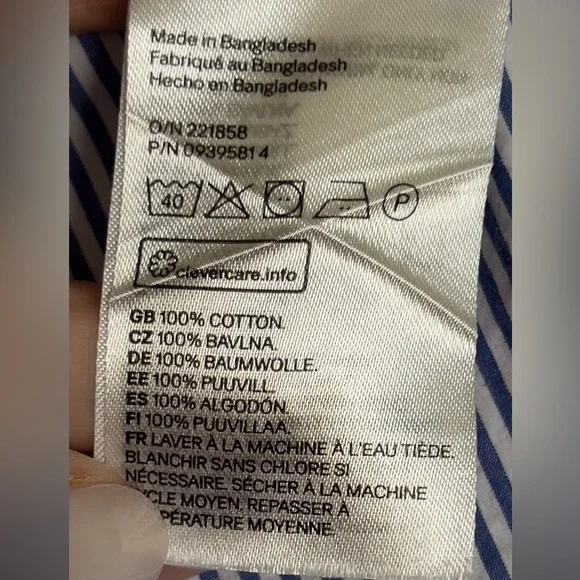 Made in Bangladesh
Fabriqué au Bangladesh
Hecho en Bangladesh
O/N 221858
P/N 09395814
40 P
clevercare.info
GB 100% COTTON.
CZ 100% BAVLNA.
DE 100% BAUMWOLLE.
EE 100% PUUVILL.
ES 100% ALGODÓN.
FI 100% PUUVILLAA.
FR LAVER À LA MACHINE À L'EAU TIÈDE.
BLANCHIR SANS CHLORE SI
NÉCESSAIRE. SÉCHER À LA MACHINE
YCLE MOYEN. REPASSER À
PÉRATURE MOYENNE.